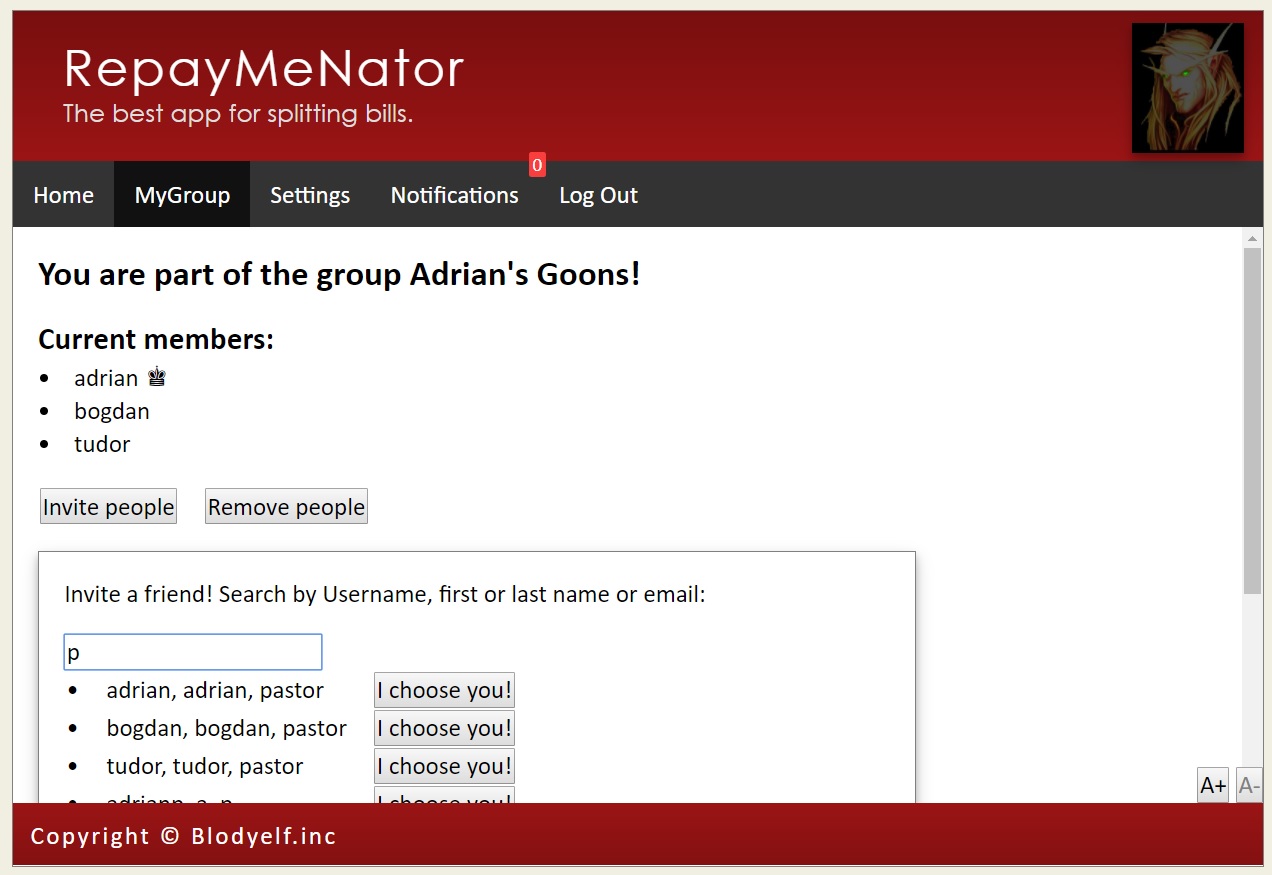 RepayMeNator
The best app for splitting bills.
0
Home MyGroup Settings Notifications Log Out
You are part of the group Adrian's Goons!
Current members:
adrian ♚
bogdan
tudor
Invite people Remove people
Invite a friend! Search by Username, first or last name or email:
p
adrian, adrian, pastor I choose you!
bogdan, bogdan, pastor I choose you!
tudor, tudor, pastor I choose you!
I choose you!
A+ A-
Copyright © Blodyelf.inc